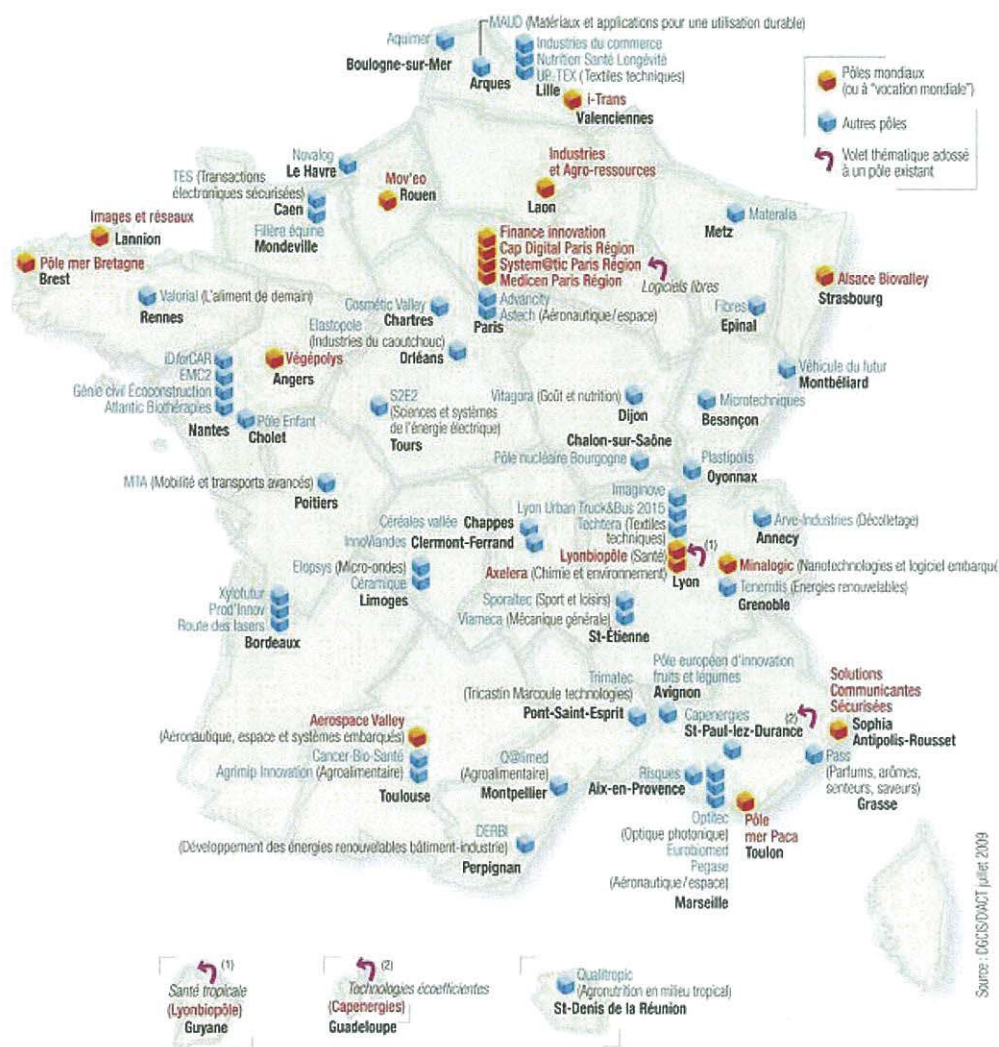 MAUD (Matériaux et applications pour une utilisation durable)
Aquimer
Boulogne-sur-Mer
Arques
Industries du commerce
Nutrition Santé Longévité
UP-TEX (Textiles techniques)
Lille
i-Trans
Valenciennes
Pôles mondiaux
(ou à "vocation mondiale")
Autres pôles
Volet thématique adossé
à un pôle existant
Novalog
Le Havre
TES (Transactions
électroniques sécurisées)
Caen
Filière équine
Mondeville
Mov'eo
Rouen
Industries
et Agro-ressources
Laon
Materalia
Metz
Images et réseaux
Lannion
Pôle mer Bretagne
Brest
Finance innovation
Cap Digital Paris Région
System@tic Paris Région
Medicen Paris Région
Logiciels libres
Advancity
Astech (Aéronautique/espace)
Paris
Alsace Biovalley
Strasbourg
Valorial (L'aliment de demain)
Rennes
Cosmétic Valley
Chartres
Elastopole
(Industries du caoutchouc)
Orléans
Fibres
Epinal
iDforCAR
EMC2
Génie civil Écoconstruction
Atlantic Biothérapies
Nantes
Végépolys
Angers
Pôle Enfant
Cholet
S2E2
(Sciences et systèmes
de l'énergie électrique)
Tours
Vitagora (Goût et nutrition)
Dijon
Véhicule du futur
Montbéliard
Microtechniques
Besançon
Chalon-sur-Saône
Pôle nucléaire Bourgogne
Plastipolis
Oyonnax
MTA (Mobilité et transports avancés)
Poitiers
Imaginove
Lyon Urban Truck&Bus 2015
Techtera (Textiles
techniques)
Lyonbiopôle (Santé)
(1)
Axelera (Chimie et environnement)
Lyon
Arve-Industries (Décolletage)
Annecy
Céréales vallée Chappes
InnoViandes Clermont-Ferrand
Elopsys (Micro-ondes)
Céramique
Limoges
Minalogic (Nanotechnologies et logiciel embarqué
Tenerrdis (Energies renouvelables)
Grenoble
Xylofutur
Prod'Innov
Route des lasers
Bordeaux
Sporaltec (Sport et loisirs)
Viameca (Mécanique générale)
St-Étienne
Trimatec
(Tricastin Marcoule technologies)
Pont-Saint-Esprit
Pôle européen d'innovation
fruits et légumes
Avignon
Capenergies
(2)
St-Paul-lez-Durance
Solutions
Communicantes
Sécurisées
Sophia
Antipolis-Rousset
Aerospace Valley
(Aéronautique, espace et systèmes embarqués)
Cancer-Bio-Santé
Agrimip Innovation (Agroalimentaire)
Toulouse
Q@limed
(Agroalimentaire)
Montpellier
Risques
Aix-en-Provence
Pass
(Parfums, arômes,
senteurs, saveurs)
Grasse
Optitec
(Optique photonique)
Eurobiomed
Pegase
(Aéronautique/espace)
Marseille
Pôle
mer Paca
Toulon
DERBI
(Développement des énergies renouvelables bâtiment-industrie)
Perpignan
(1)
Santé tropicale
(Lyonbiopôle)
Guyane
(2)
Technologies écoefficientes
(Capenergies)
Guadeloupe
Qualitropic
(Agronutrition en milieu tropical)
St-Denis de la Réunion
Source : DGCIS/DIACT juillet 2009